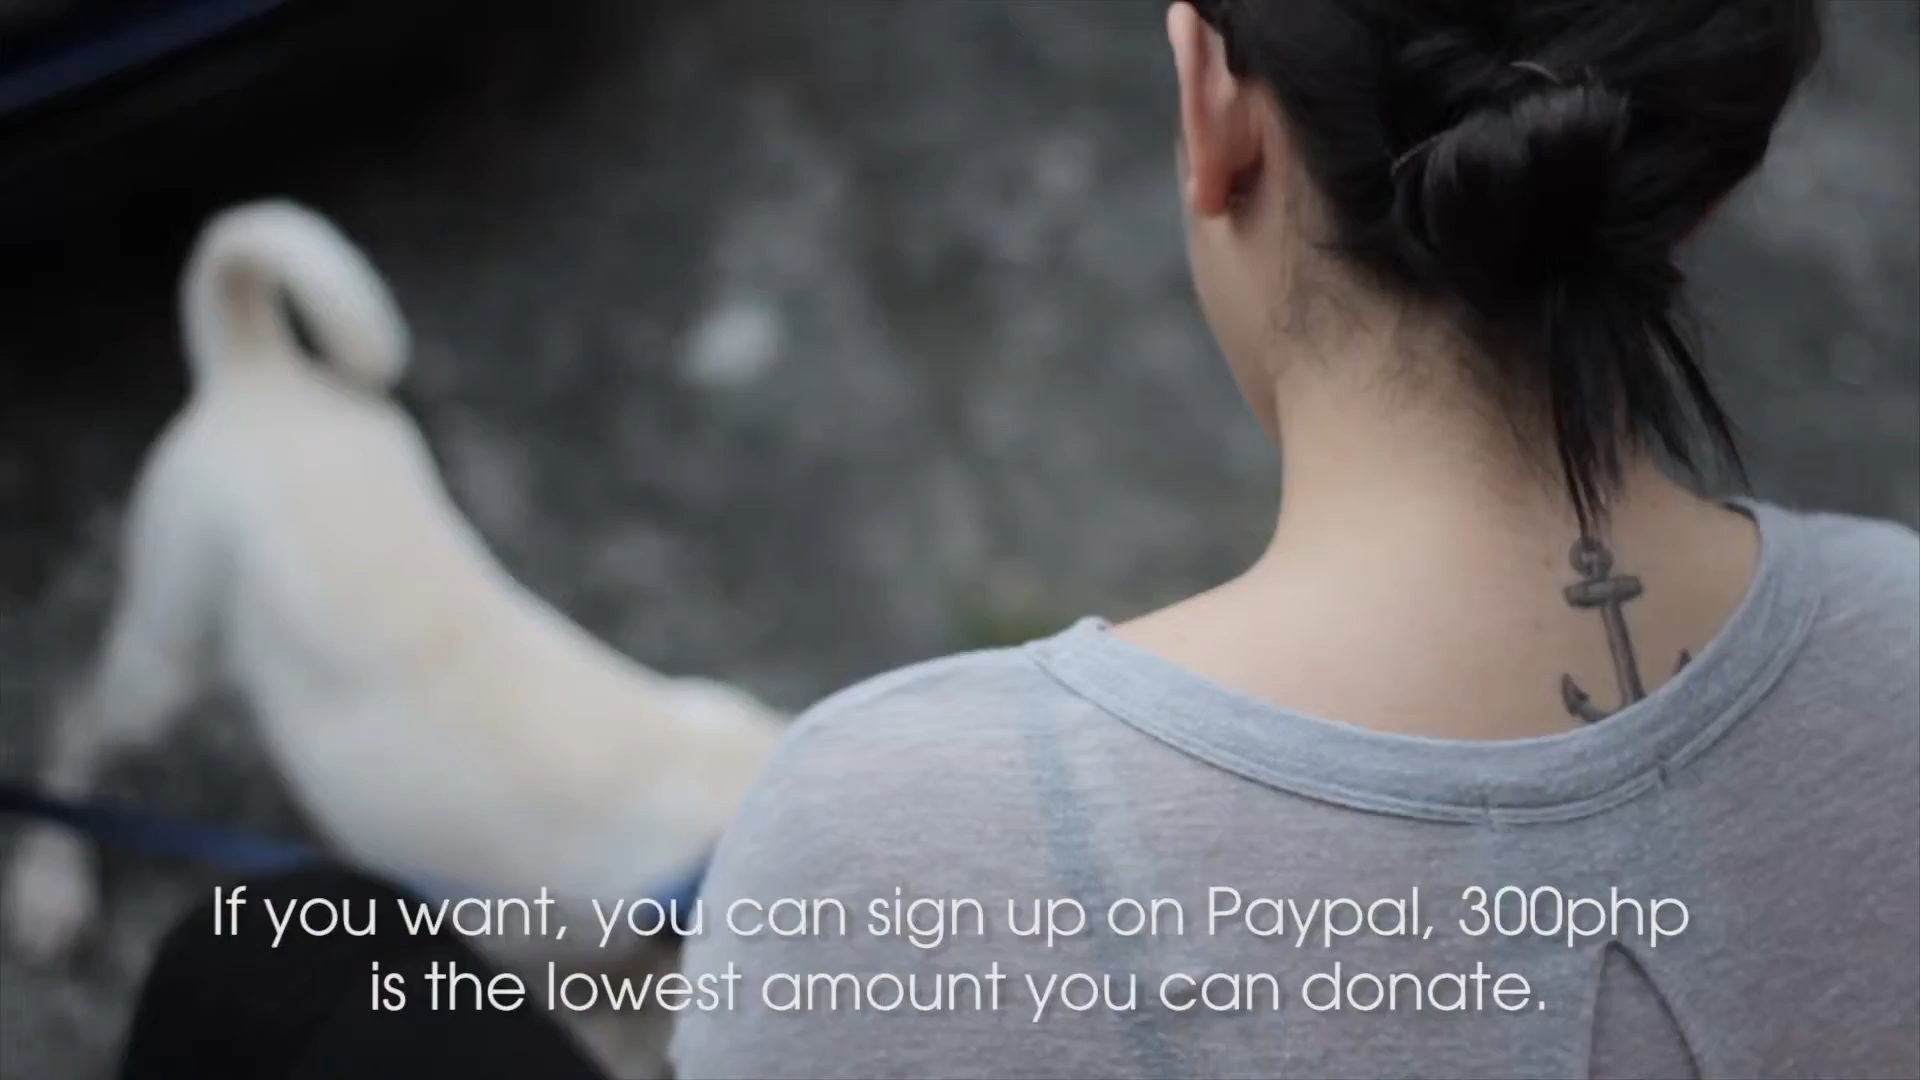 If you want, you can sign up on Paypal, 300php
is the lowest amount you can donate.